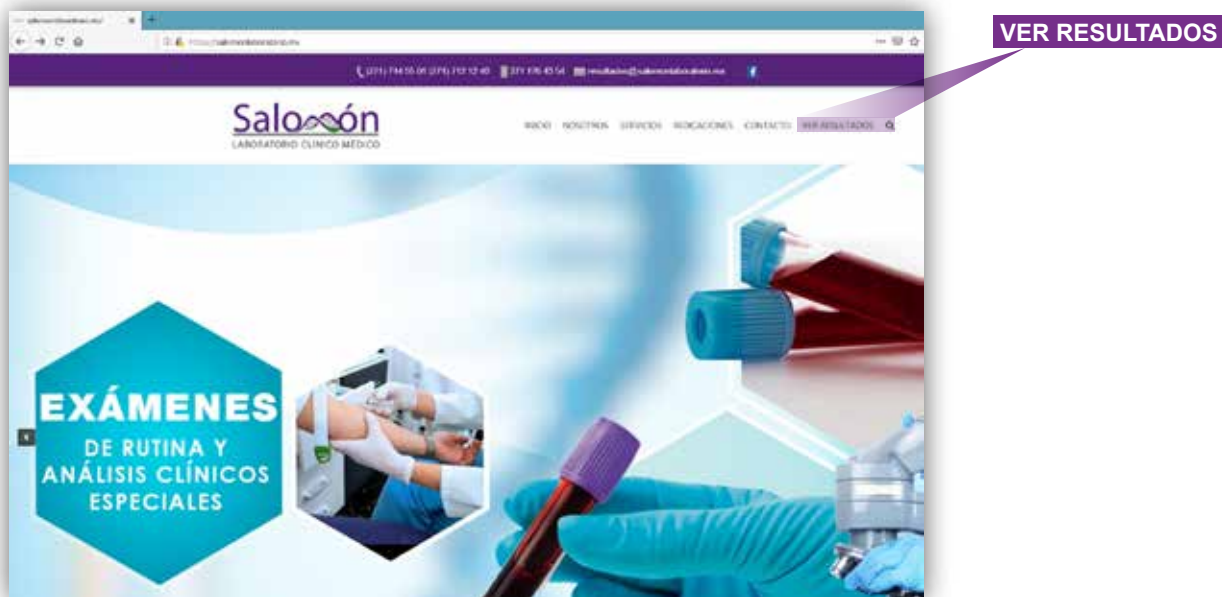 VER RESULTADOS
Salomón
LABORATORIO CLÍNICO MÉDICO
INICIO NOSOTROS SERVICIOS INDICACIONES CONTACTO VER RESULTADOS
EXÁMENES
DE RUTINA Y
ANÁLISIS CLÍNICOS
ESPECIALES